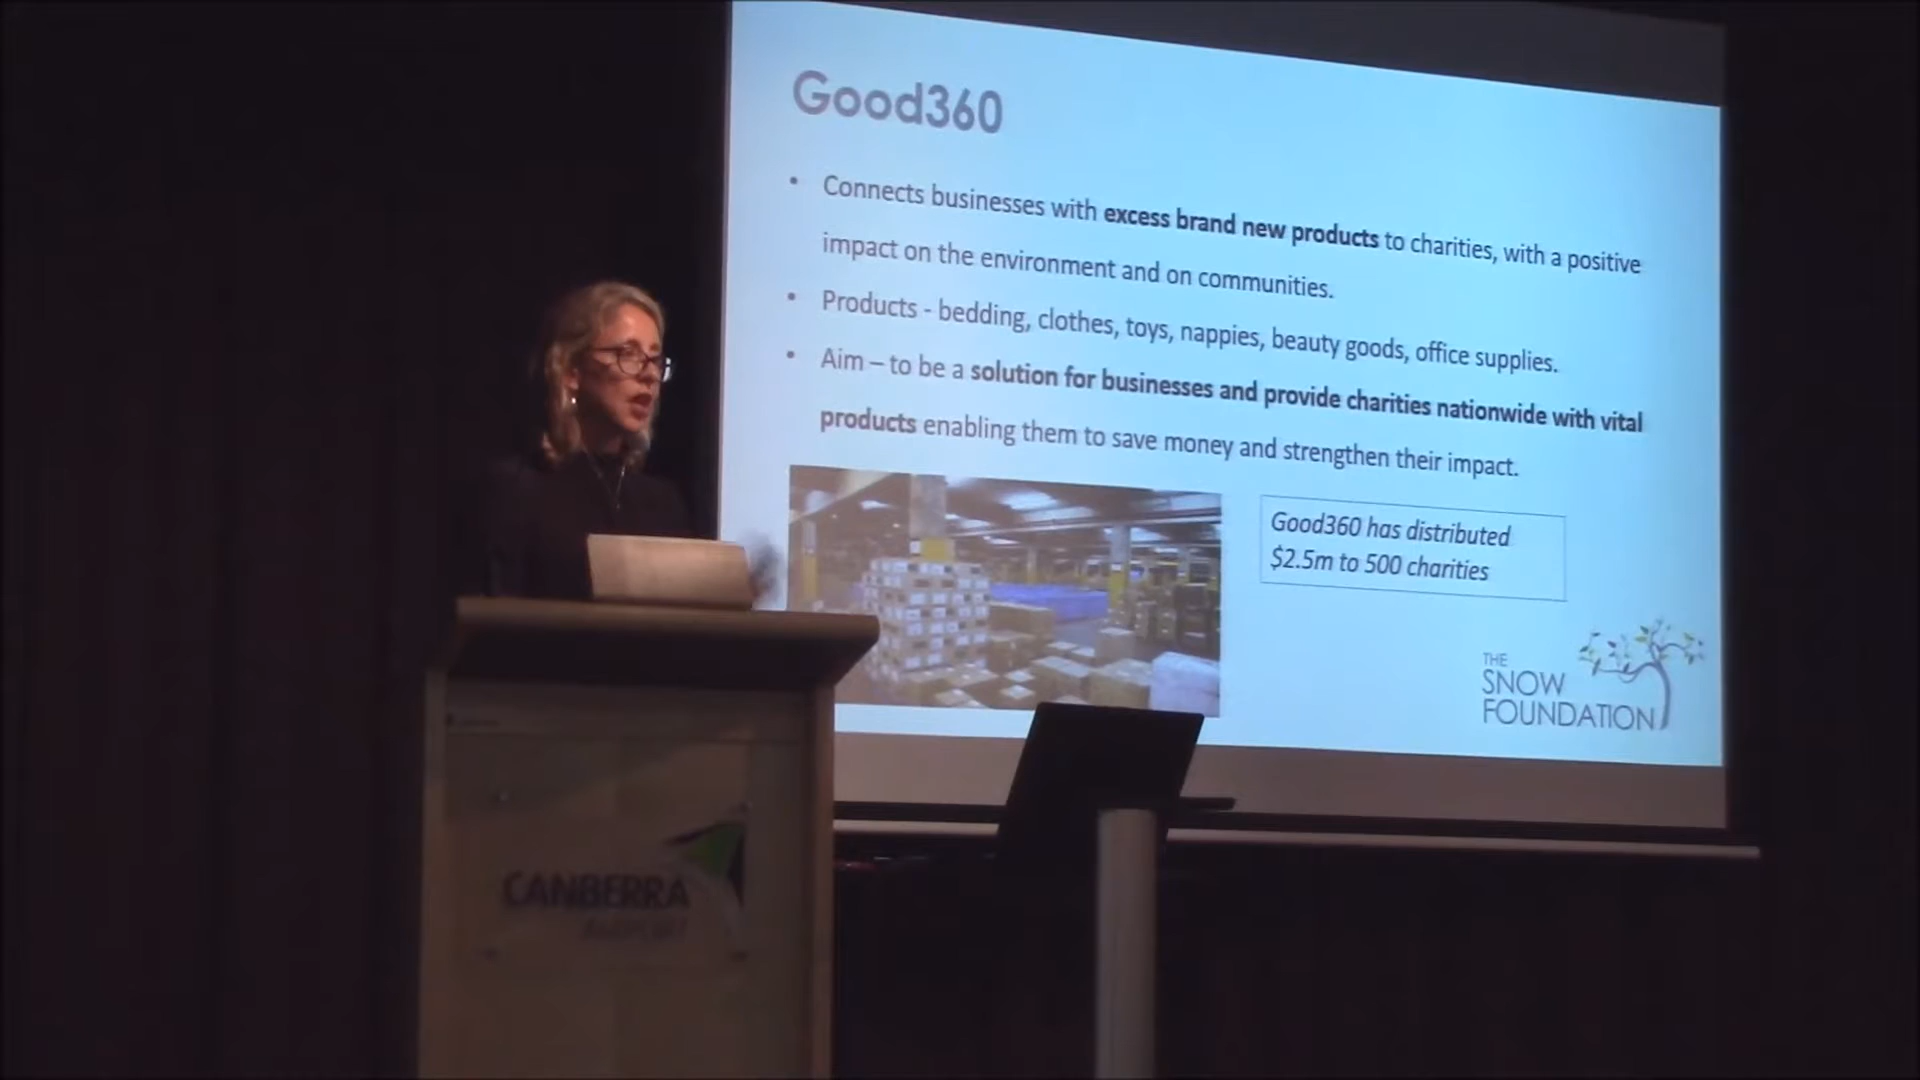 Good360
• Connects businesses with excess brand new products to charities, with a positive
impact on the environment and on communities.
• Products - bedding, clothes, toys, nappies, beauty goods, office supplies.
• Aim – to be a solution for businesses and provide charities nationwide with vital
products enabling them to save money and strengthen their impact.
Good360 has distributed
$2.5m to 500 charities
THE
SNOW
FOUNDATION
CANBERRA
AIRPORT